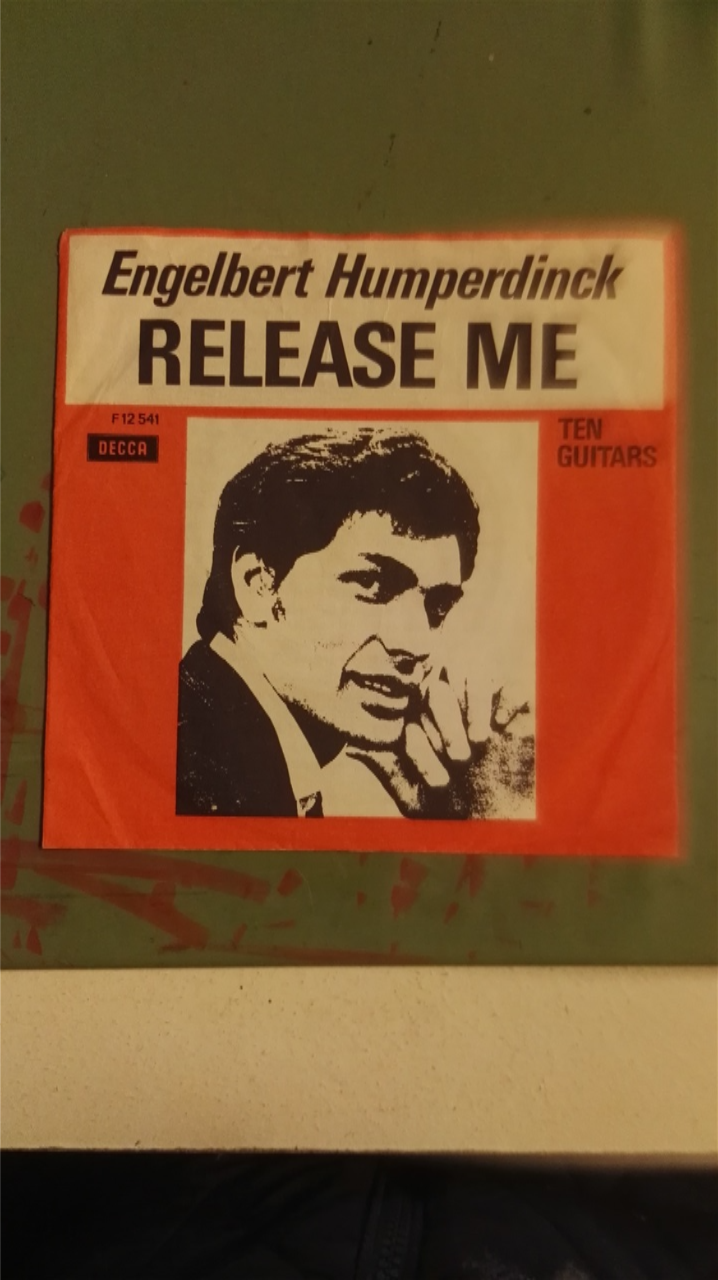 Engelbert Humperdinck
RELEASE ME
F 12 541
DECCA
TEN
GUITARS